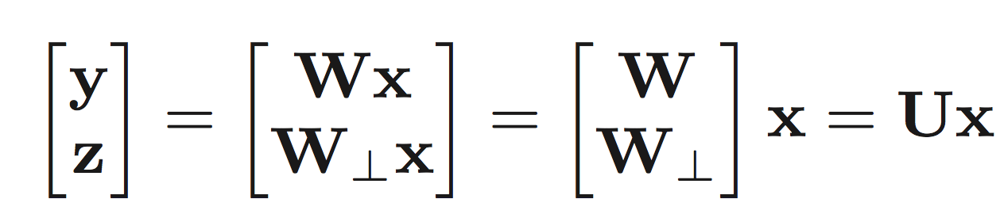 [y z] = [Wx W⊥x] = [W W⊥] x = Ux